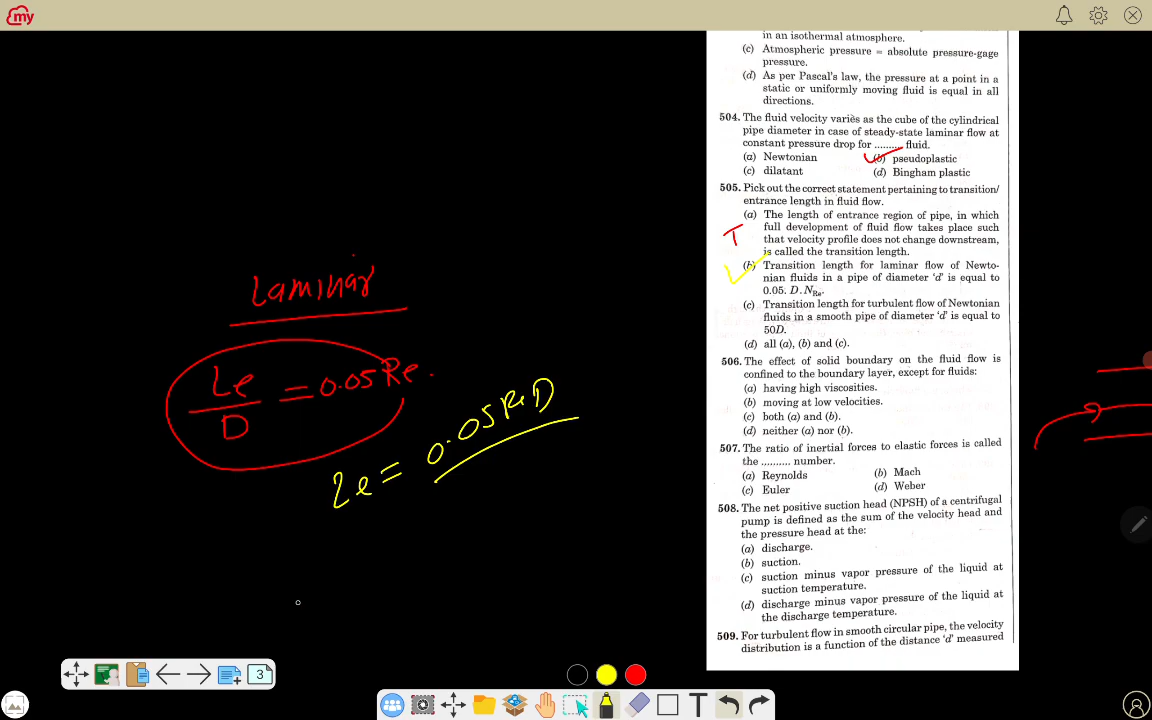 my
in an isothermal atmosphere.
(c) Atmospheric pressure = absolute pressure-gage
pressure.
(d) As per Pascal's law, the pressure at a point in a
static or uniformly moving fluid is equal in all
directions.
504. The fluid velocity varies as the cube of the cylindrical
pipe diameter in case of steady-state laminar flow at
constant pressure drop for ......... fluid.
(a) Newtonian (b) pseudoplastic
(c) dilatant (d) Bingham plastic
505. Pick out the correct statement pertaining to transition/
entrance length in fluid flow.
(a) The length of entrance region of pipe, in which
full development of fluid flow takes place such
that velocity profile does not change downstream,
is called the transition length.
T
(b) Transition length for laminar flow of Newto-
nian fluids in a pipe of diameter 'd' is equal to
0.05. D.N_Re.
(c) Transition length for turbulent flow of Newtonian
fluids in a smooth pipe of diameter 'd' is equal to
50D.
(d) all (a), (b) and (c).
506. The effect of solid boundary on the fluid flow is
confined to the boundary layer, except for fluids:
(a) having high viscosities.
(b) moving at low velocities.
(c) both (a) and (b).
(d) neither (a) nor (b).
507. The ratio of inertial forces to elastic forces is called
the .......... number.
(a) Reynolds (b) Mach
(c) Euler (d) Weber
508. The net positive suction head (NPSH) of a centrifugal
pump is defined as the sum of the velocity head and
the pressure head at the:
(a) discharge.
(b) suction.
(c) suction minus vapor pressure of the liquid at
suction temperature.
(d) discharge minus vapor pressure of the liquid at
the discharge temperature.
509. For turbulent flow in smooth circular pipe, the velocity
distribution is a function of the distance 'd' measured
Laminar
Le
D
= 0.05 Re.
Le = 0.05 Re D
3
T